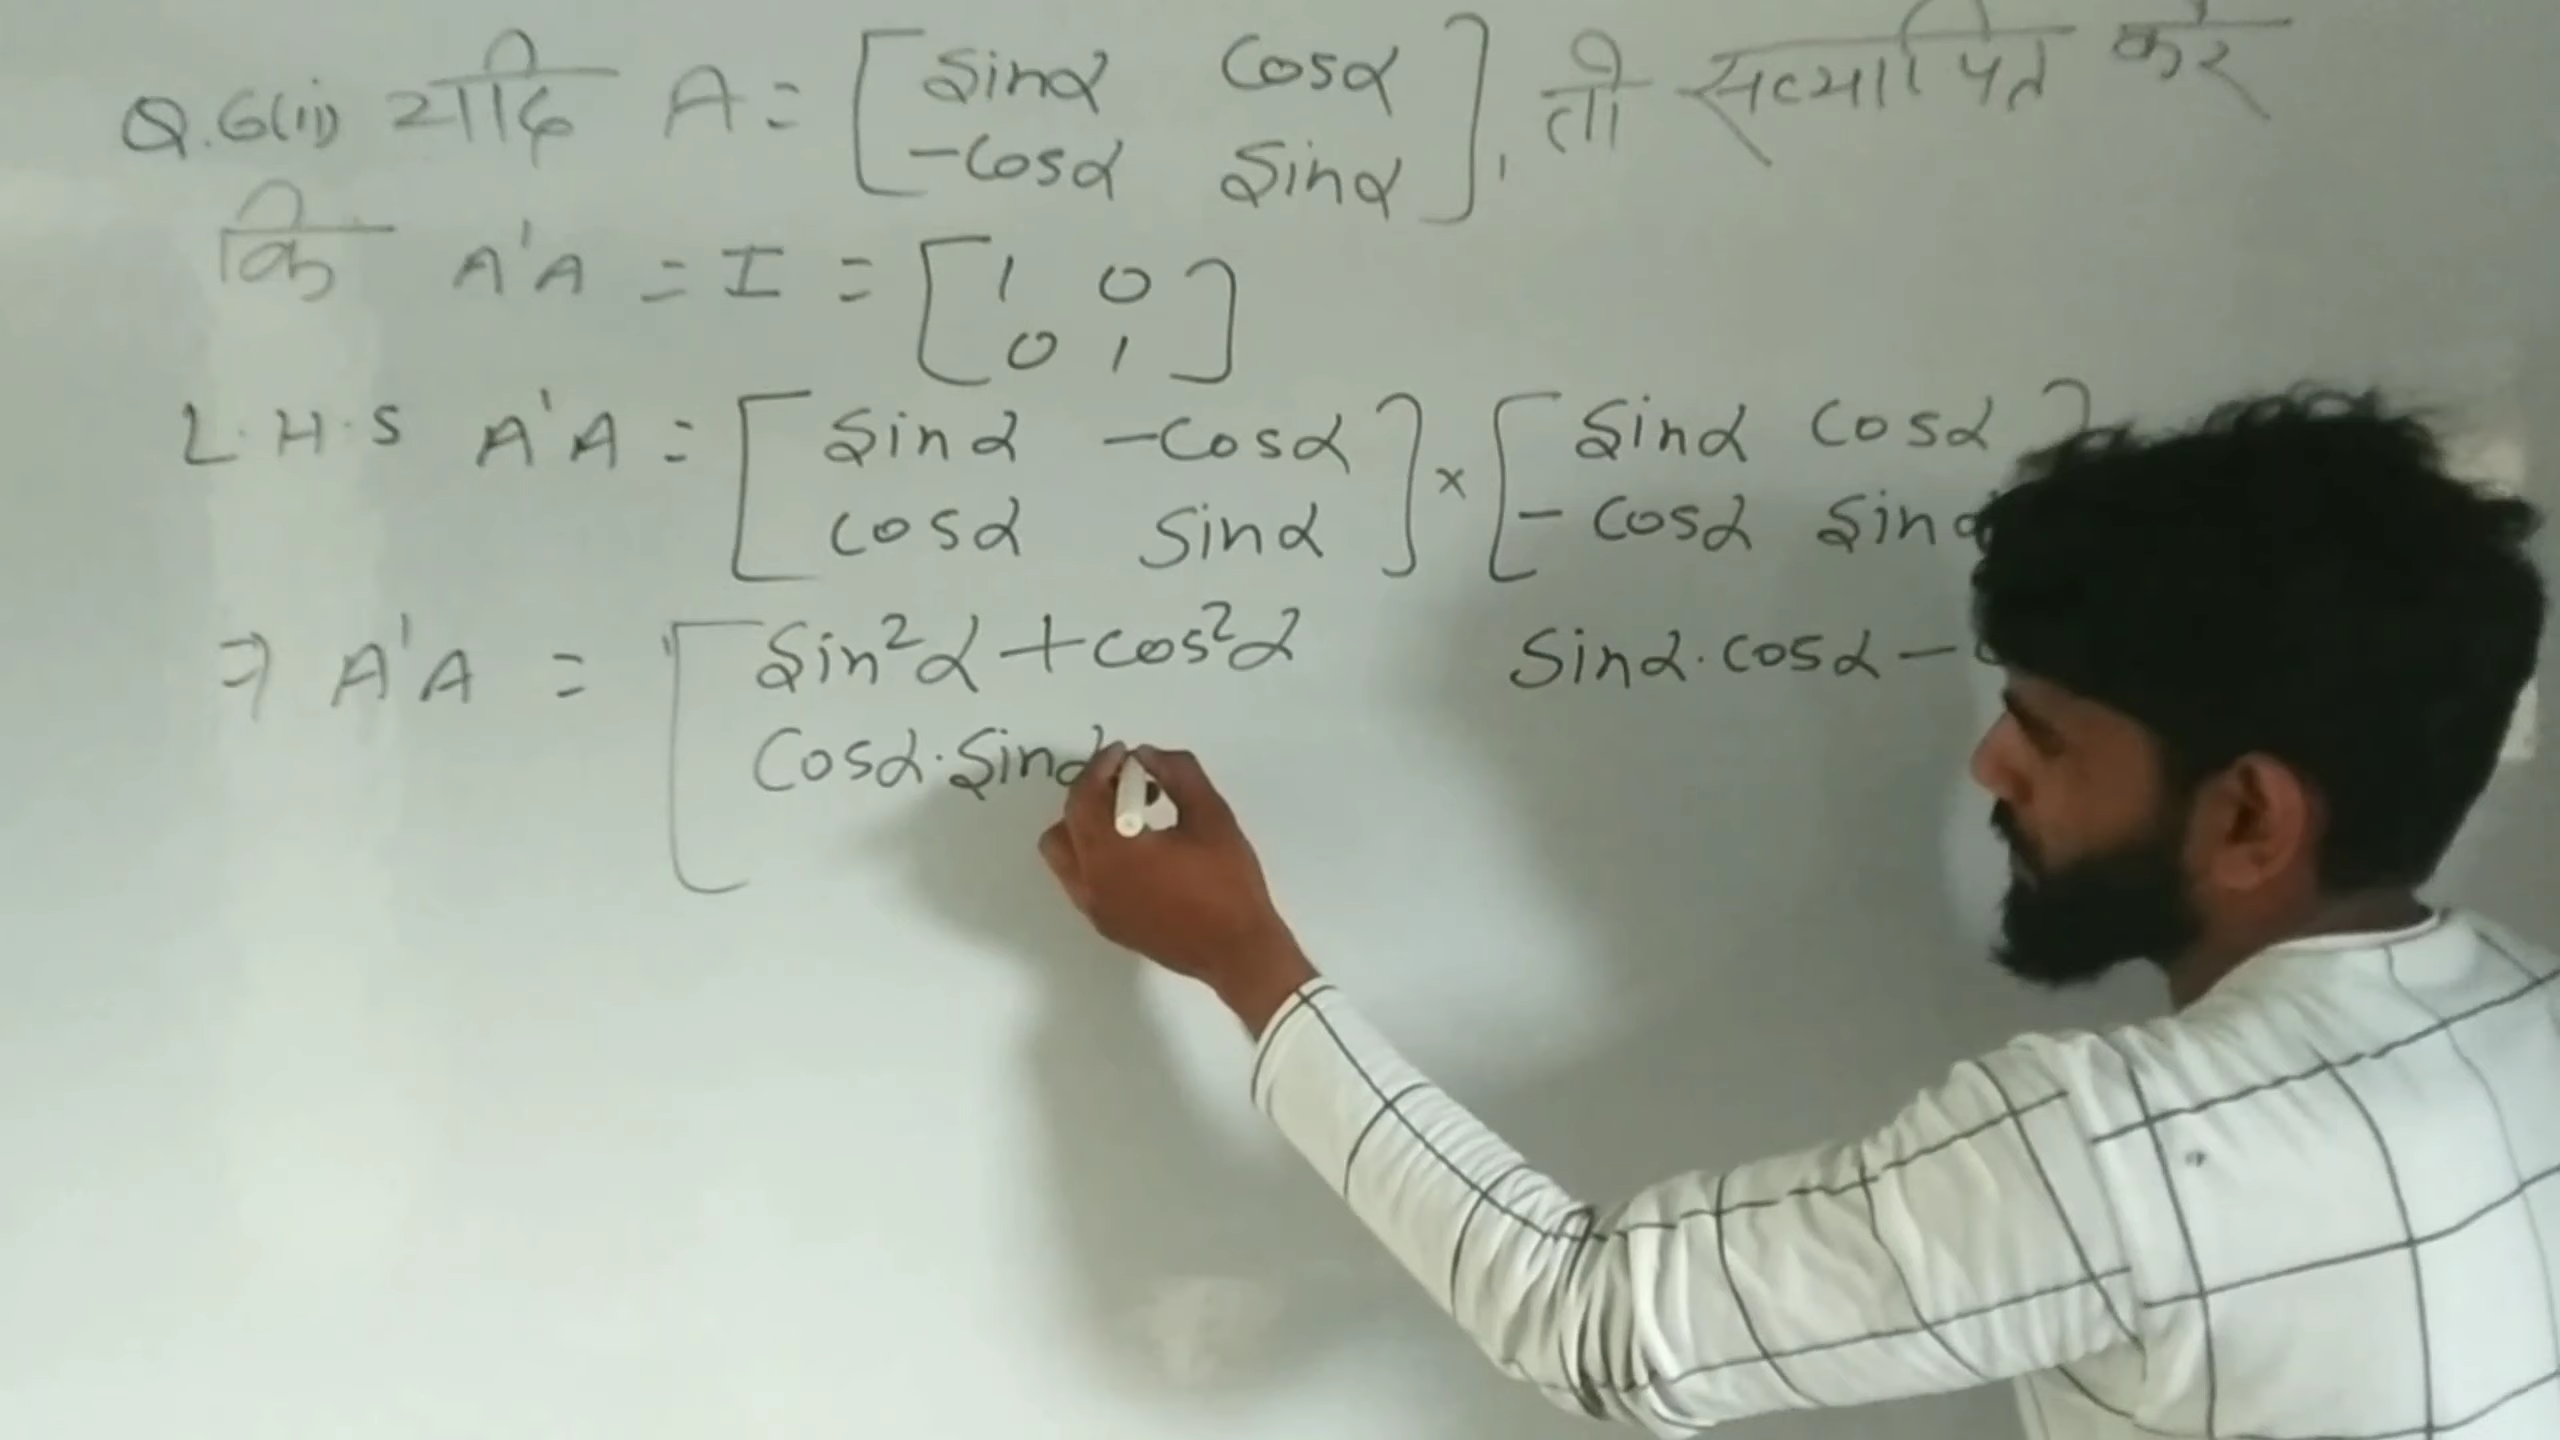 Q.6(ii) यदि A = [sinα cosα
-cosα sinα], तो सत्यापित करें
कि A'A = I = [1 0
0 1]
L.H.S A'A = [sinα -cosα] × [sinα cosα]
[cosα sinα] [-cosα sinα
⇒ A'A = [sin²α + cos²α sinα.cosα -
cosα.sinα